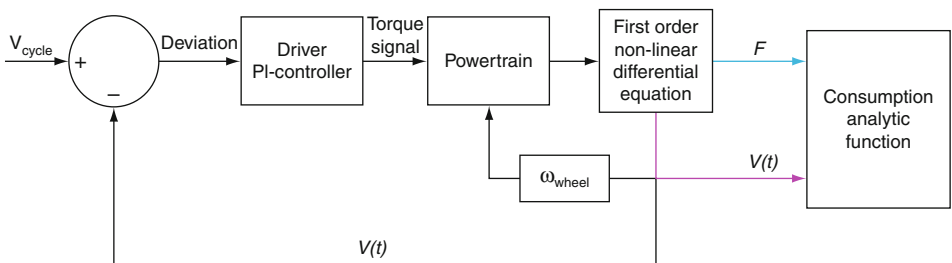 V_cycle
+
−
Deviation
Driver
PI-controller
Torque
signal
Powertrain
First order
non-linear
differential
equation
F
Consumption
analytic
function
V(t)
ω_wheel
V(t)